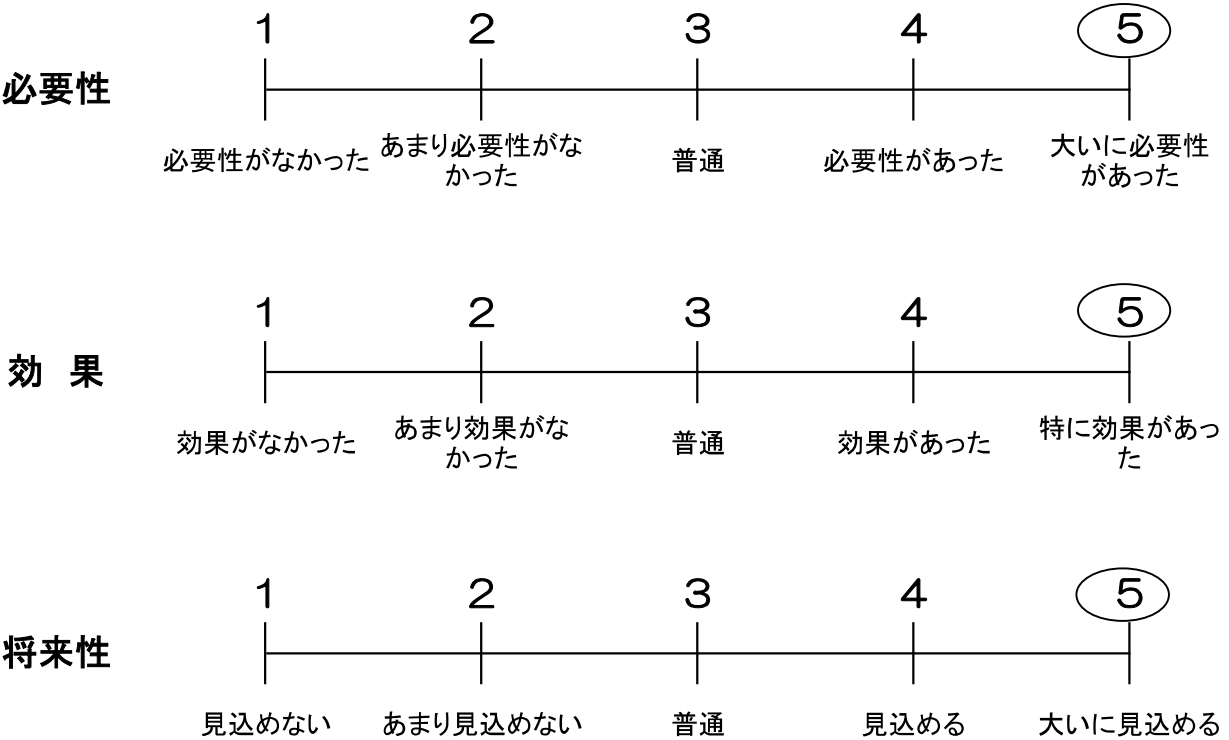 1 2 3 4 5
必要性
必要性がなかった
あまり必要性がな
かった
普通
必要性があった
大いに必要性
があった
1 2 3 4 5
効 果
効果がなかった
あまり効果がな
かった
普通
効果があった
特に効果があっ
た
1 2 3 4 5
将来性
見込めない
あまり見込めない
普通
見込める
大いに見込める